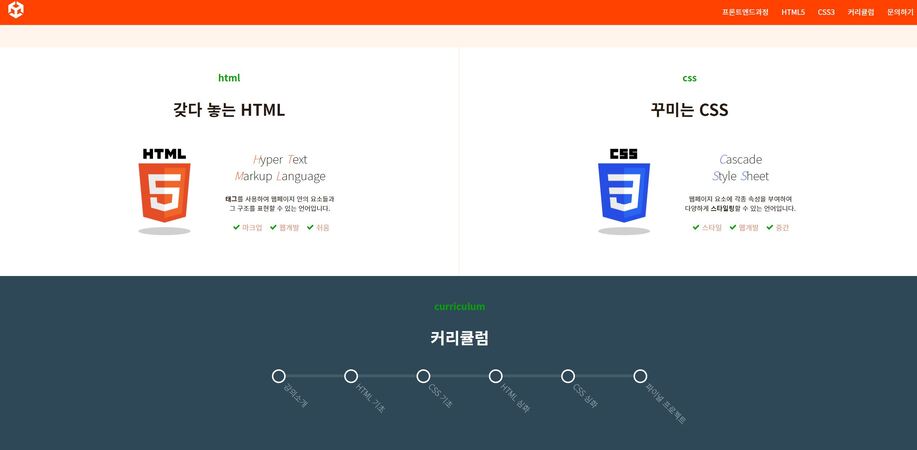 프론트앤드과정 HTML5 CSS3 커리큘럼 문의하기
html
갖다 놓는 HTML
HTML
Hyper Text
Markup Language
태그를 사용하여 웹페이지 안의 요소들과
그 구조를 표현할 수 있는 언어입니다.
마크업 웹개발 쉬움
css
꾸미는 CSS
CSS
Cascade
Style Sheet
웹페이지 요소에 각종 속성을 부여하여
다양하게 스타일링할 수 있는 언어입니다.
스타일 웹개발 중간
curriculum
커리큘럼
강의소개
HTML 기초
CSS 기초
HTML 심화
CSS 심화
파이널 프로젝트